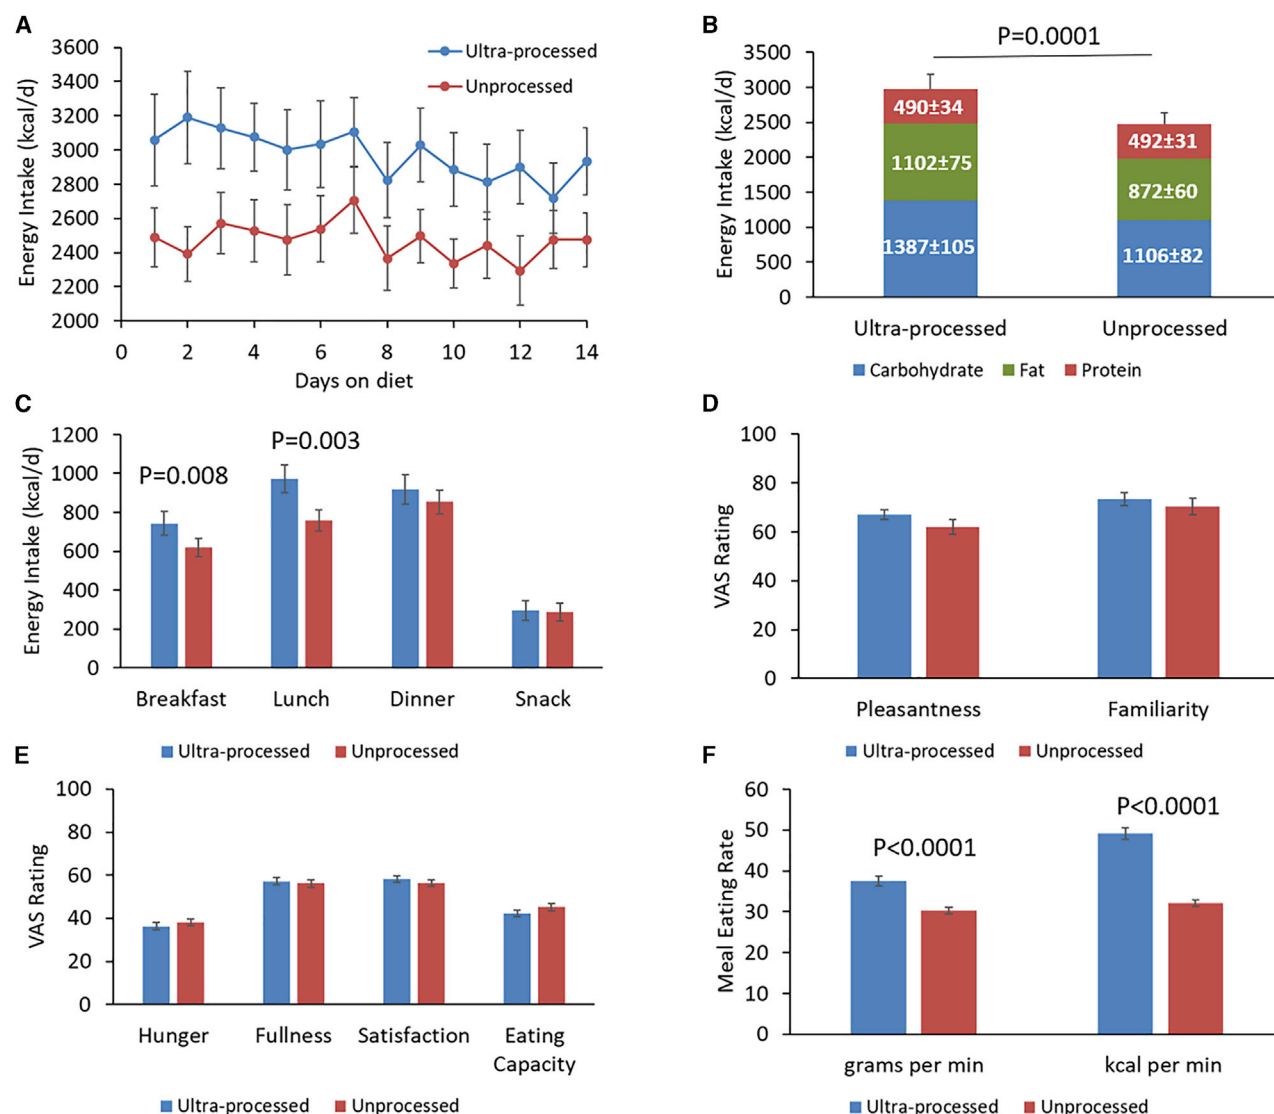 A
3600
3400
3200
3000
2800
2600
2400
2200
2000
Energy Intake (kcal/d)
Ultra-processed
Unprocessed
0 2 4 6 8 10 12 14
Days on diet
B
P=0.0001
3500
3000
2500
2000
1500
1000
500
0
Energy Intake (kcal/d)
490±34
1102±75
1387±105
492±31
872±60
1106±82
Ultra-processed Unprocessed
Carbohydrate Fat Protein
C
1200
1000
800
600
400
200
0
Energy Intake (kcal/d)
P=0.008
P=0.003
Breakfast Lunch Dinner Snack
Ultra-processed Unprocessed
D
100
80
60
40
20
0
VAS Rating
Pleasantness Familiarity
Ultra-processed Unprocessed
E
100
80
60
40
20
0
VAS Rating
Hunger Fullness Satisfaction Eating
Capacity
Ultra-processed Unprocessed
F
60
50
40
30
20
10
0
Meal Eating Rate
P<0.0001
P<0.0001
grams per min kcal per min
Ultra-processed Unprocessed